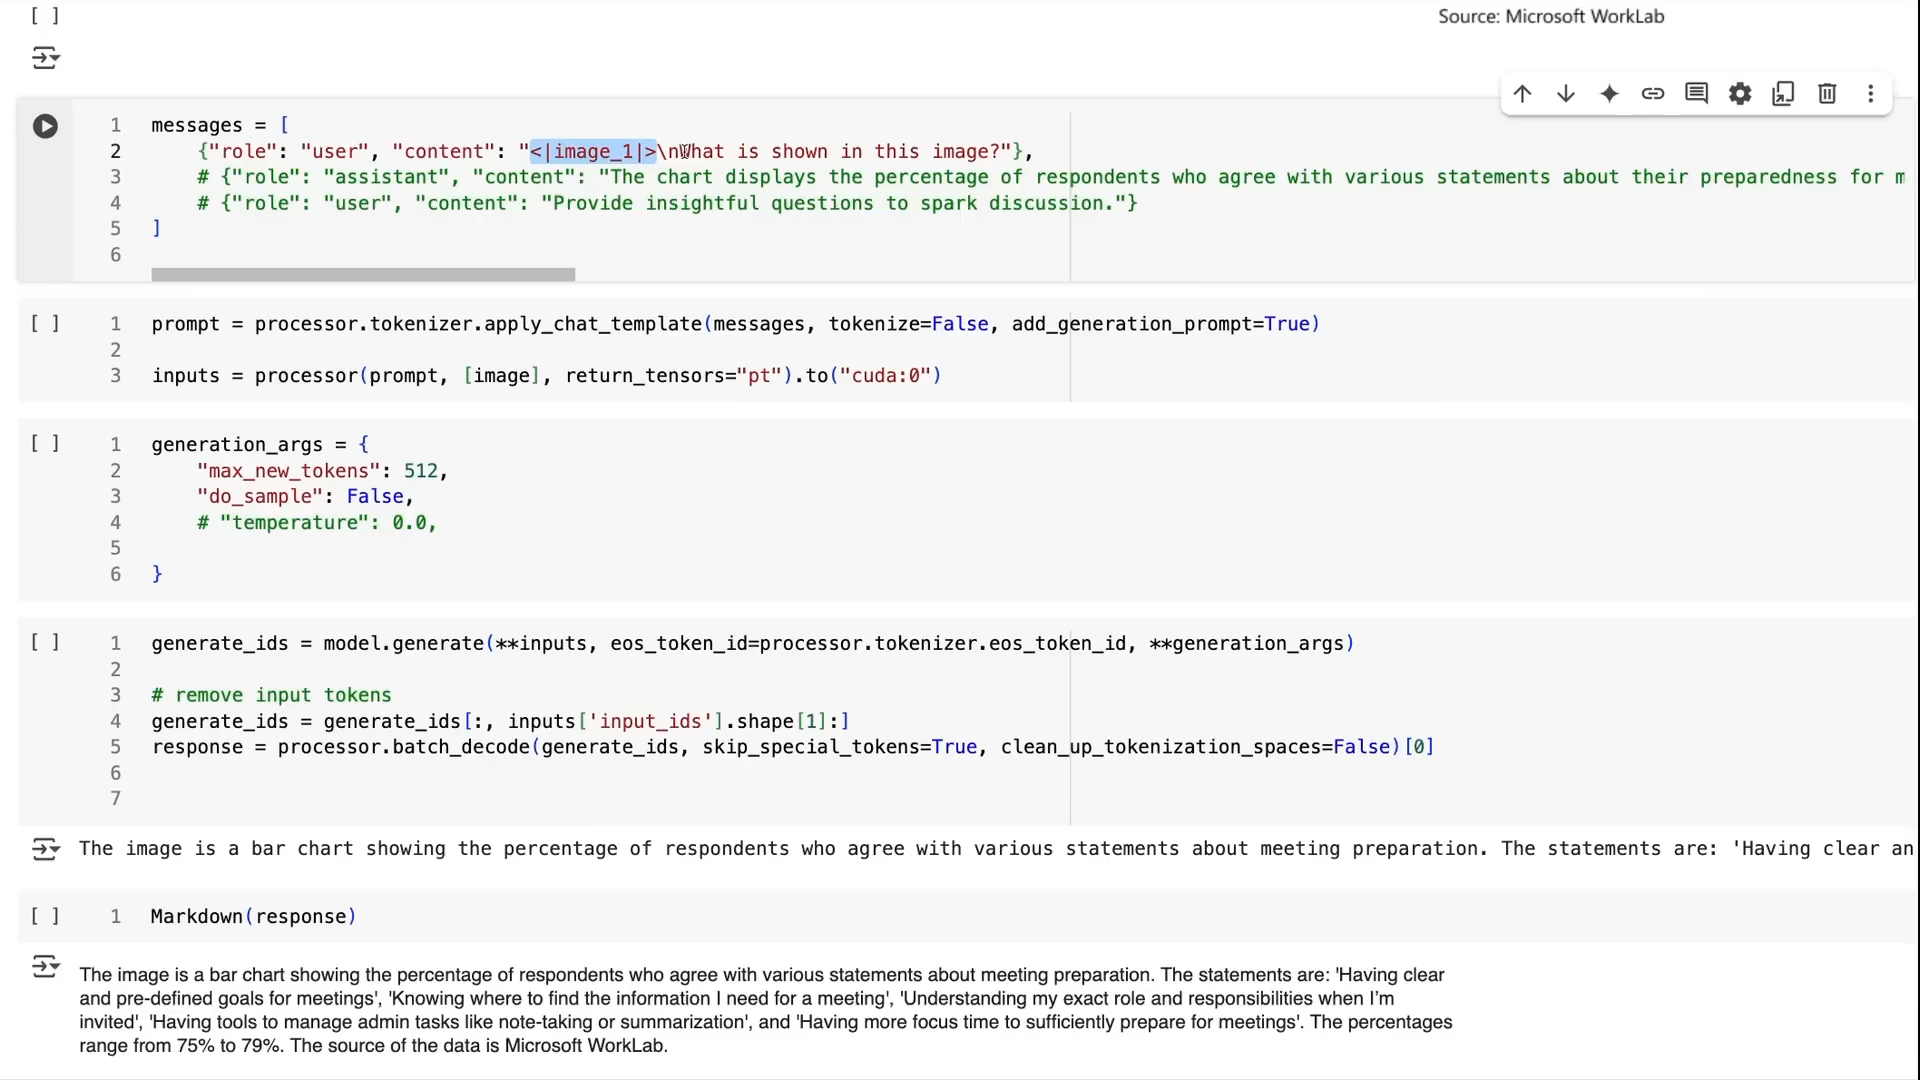 [ ]
Source: Microsoft WorkLab
1 messages = [
2 {"role": "user", "content": "<|image_1|>\nWhat is shown in this image?"},
3 # {"role": "assistant", "content": "The chart displays the percentage of respondents who agree with various statements about their preparedness for m
4 # {"role": "user", "content": "Provide insightful questions to spark discussion."}
5 ]
6
[ ] 1 prompt = processor.tokenizer.apply_chat_template(messages, tokenize=False, add_generation_prompt=True)
2
3 inputs = processor(prompt, [image], return_tensors="pt").to("cuda:0")
[ ] 1 generation_args = {
2 "max_new_tokens": 512,
3 "do_sample": False,
4 # "temperature": 0.0,
5
6 }
[ ] 1 generate_ids = model.generate(**inputs, eos_token_id=processor.tokenizer.eos_token_id, **generation_args)
2
3 # remove input tokens
4 generate_ids = generate_ids[:, inputs['input_ids'].shape[1]:]
5 response = processor.batch_decode(generate_ids, skip_special_tokens=True, clean_up_tokenization_spaces=False)[0]
6
7
The image is a bar chart showing the percentage of respondents who agree with various statements about meeting preparation. The statements are: 'Having clear an
[ ] 1 Markdown(response)
The image is a bar chart showing the percentage of respondents who agree with various statements about meeting preparation. The statements are: 'Having clear
and pre-defined goals for meetings', 'Knowing where to find the information I need for a meeting', 'Understanding my exact role and responsibilities when I'm
invited', 'Having tools to manage admin tasks like note-taking or summarization', and 'Having more focus time to sufficiently prepare for meetings'. The percentages
range from 75% to 79%. The source of the data is Microsoft WorkLab.